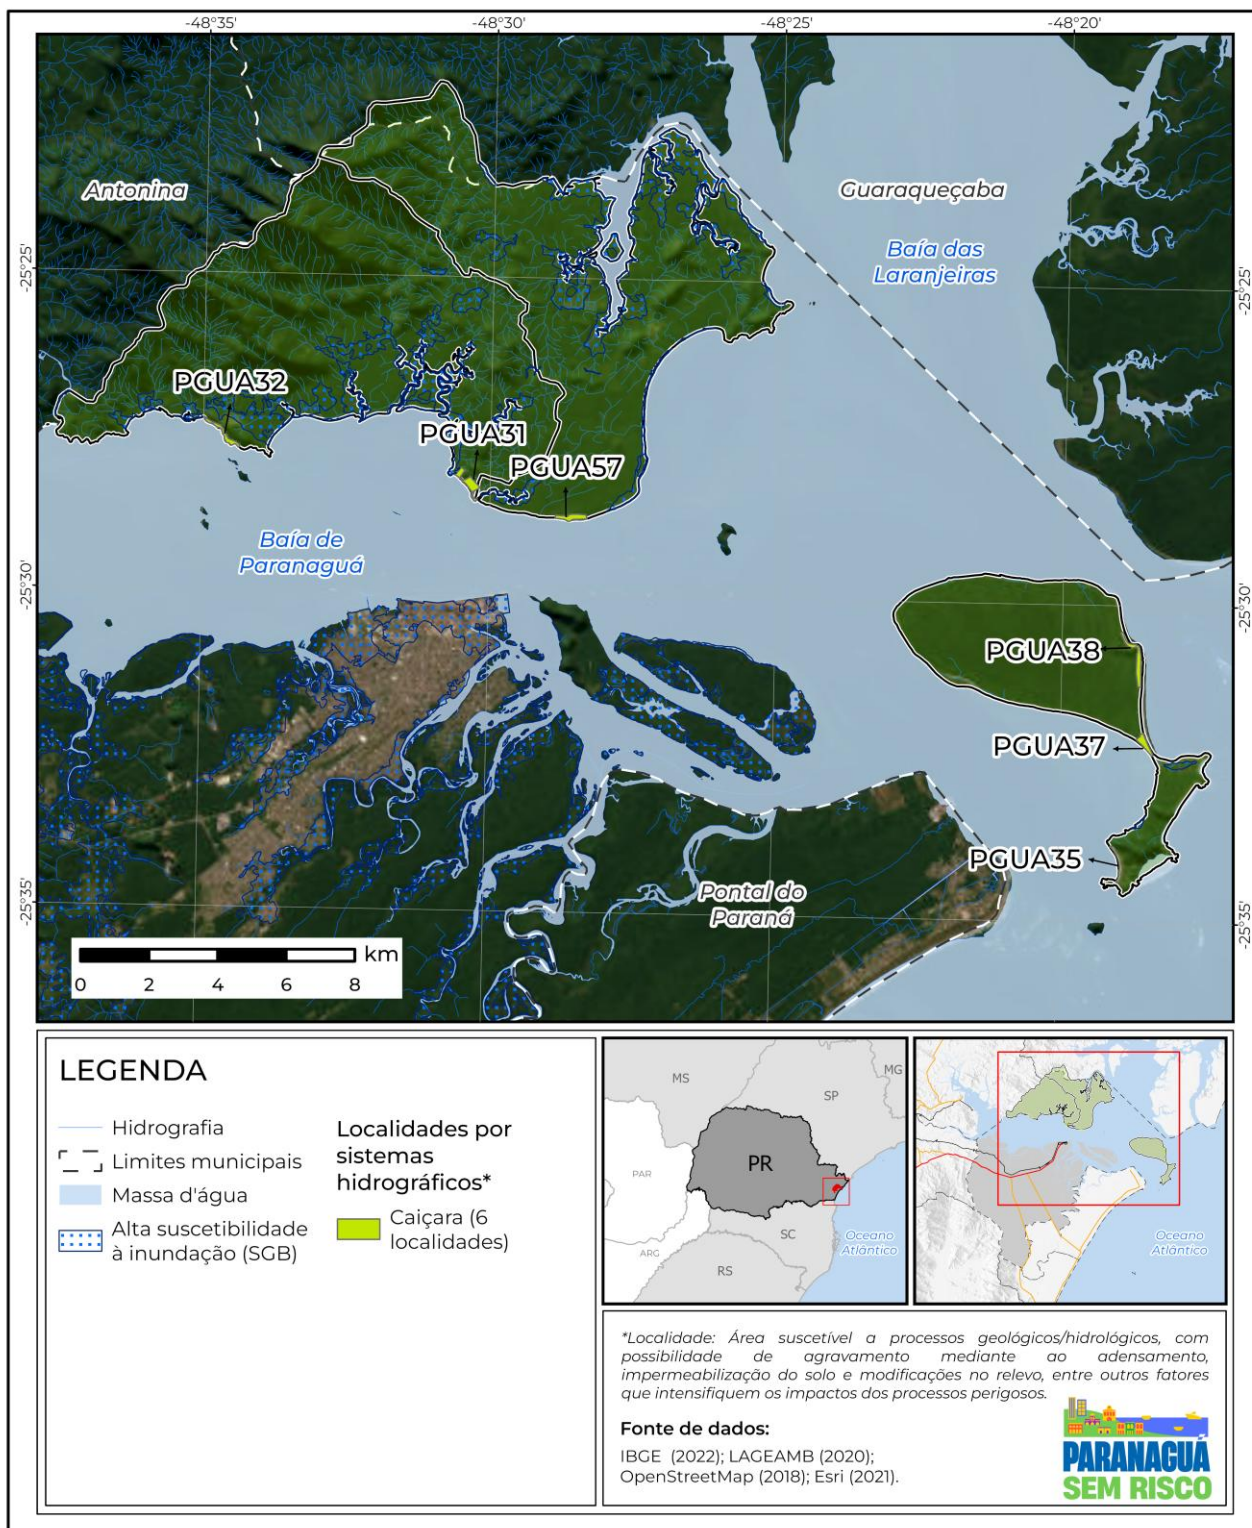 -48°35'
-48°30'
-48°25'
-48°20'
Antonina
Guaraqueçaba
Baía das
Laranjeiras
-25°25'
-25°25'
PGUA32
PGUA31
PGUA57
Baía de
Paranaguá
-25°30'
-25°30'
PGUA38
PGUA37
PGUA35
Pontal do
Paraná
-25°35'
-25°35'
km
0 2 4 6 8
LEGENDA
Hidrografia
Limites municipais
Massa d'água
Alta suscetibilidade
à inundação (SGB)
Localidades por
sistemas
hidrográficos*
Caiçara (6
localidades)
MS
MG
SP
PAR
PR
SC
ARG
RS
Oceano
Atlântico
Oceano
Atlântico
*Localidade: Área suscetível a processos geológicos/hidrológicos, com
possibilidade de agravamento mediante ao adensamento,
impermeabilização do solo e modificações no relevo, entre outros fatores
que intensifiquem os impactos dos processos perigosos.
Fonte de dados:
IBGE (2022); LAGEAMB (2020);
OpenStreetMap (2018); Esri (2021).
PARANAGUÁ
SEM RISCO